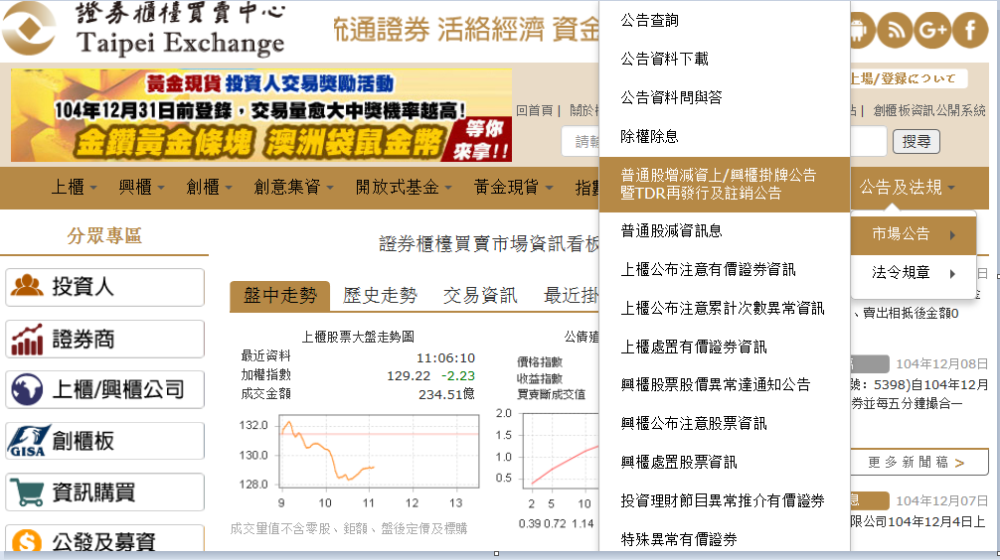 證券櫃檯買賣中心
Taipei Exchange
流通證券 活絡經濟 資金
上場/登録について
黃金現貨 投資人交易獎勵活動
104年12月31日前登錄，交易量愈大中獎機率越高!
金鑽黃金條塊 澳洲袋鼠金幣
等你
來拿!!
回首頁 | 關於
站 | 創櫃板資訊公開系統
請輸
搜尋
上櫃
興櫃
創櫃
創意集資
開放式基金
黃金現貨
指數
公告及法規
公告查詢
公告資料下載
公告資料問與答
除權除息
普通股增減資上/興櫃掛牌公告
暨TDR再發行及註銷公告
普通股減資訊息
上櫃公布注意有價證券資訊
上櫃公布注意累計次數異常資訊
上櫃處置有價證券資訊
興櫃股票股價異常達通知公告
興櫃公布注意股票資訊
興櫃處置股票資訊
投資理財節目異常推介有價證券
特殊異常有價證券
市場公告
法令規章
分眾專區
投資人
證券商
上櫃/興櫃公司
創櫃板
GISA
資訊購買
公發及募資
證券櫃檯買賣市場資訊看板
盤中走勢
歷史走勢
交易資訊
最近掛
上櫃股票大盤走勢圖
最近資料 11:06:10
加權指數 129.22 -2.23
成交金額 234.51億
132.0
130.0
128.0
9 10 11 12 13
成交量值不含零股、鉅額、盤後定價及標購
公債殖
價格指數
收益指數
買賣斷成交值
2.0
1.5
1.0
0.5
2 5 10
0.39 0.72 1.14
日
金
、賣出相抵後金額0
104年12月08日
號：5398)自104年12月
券並每五分鐘撮合一
更多新聞稿 >
息 104年12月07日
限公司104年12月4日上